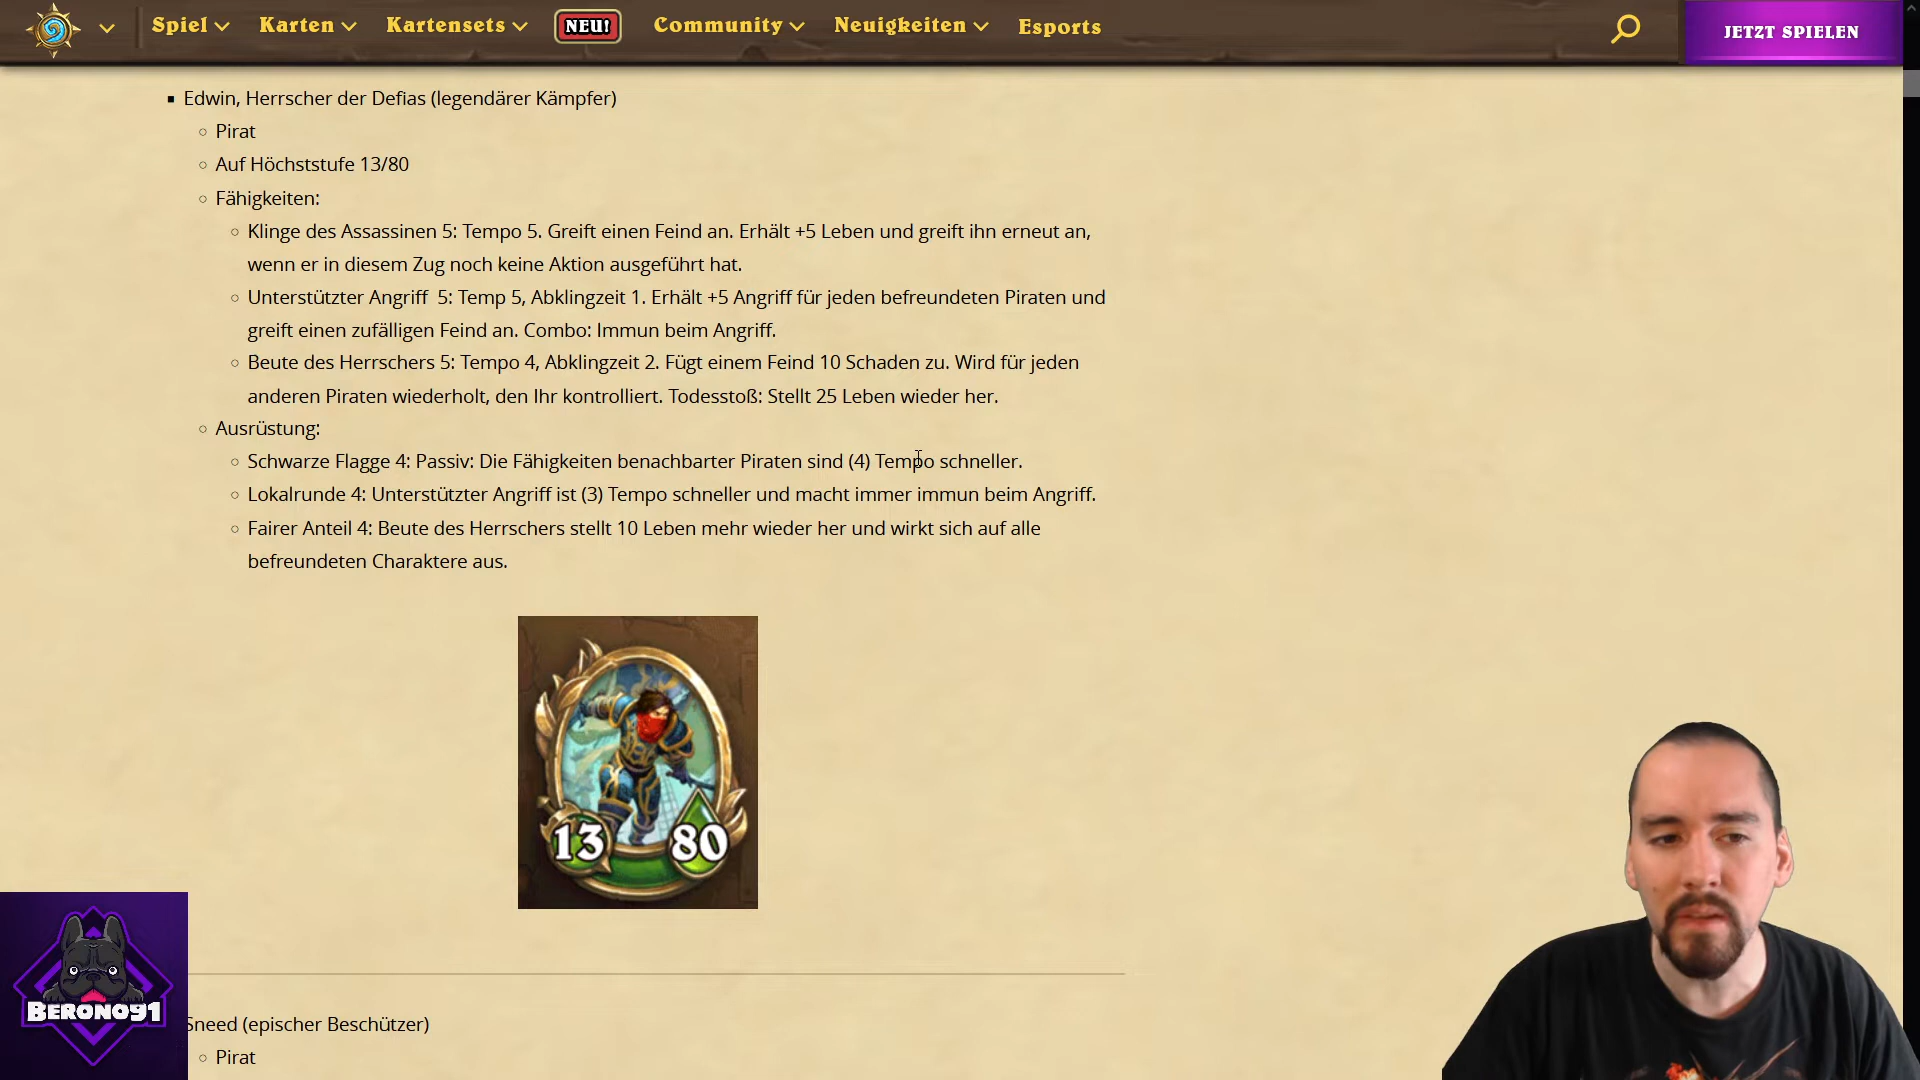 Spiel Karten Kartensets NEU! Community Neuigkeiten Esports JETZT SPIELEN
Edwin, Herrscher der Defias (legendärer Kämpfer)
Pirat
Auf Höchststufe 13/80
Fähigkeiten:
Klinge des Assassinen 5: Tempo 5. Greift einen Feind an. Erhält +5 Leben und greift ihn erneut an,
wenn er in diesem Zug noch keine Aktion ausgeführt hat.
Unterstützter Angriff 5: Temp 5, Abklingzeit 1. Erhält +5 Angriff für jeden befreundeten Piraten und
greift einen zufälligen Feind an. Combo: Immun beim Angriff.
Beute des Herrschers 5: Tempo 4, Abklingzeit 2. Fügt einem Feind 10 Schaden zu. Wird für jeden
anderen Piraten wiederholt, den Ihr kontrolliert. Todesstoß: Stellt 25 Leben wieder her.
Ausrüstung:
Schwarze Flagge 4: Passiv: Die Fähigkeiten benachbarter Piraten sind (4) Tempo schneller.
Lokalrunde 4: Unterstützter Angriff ist (3) Tempo schneller und macht immer immun beim Angriff.
Fairer Anteil 4: Beute des Herrschers stellt 10 Leben mehr wieder her und wirkt sich auf alle
befreundeten Charaktere aus.
13 80
BERONO91
Sneed (epischer Beschützer)
Pirat